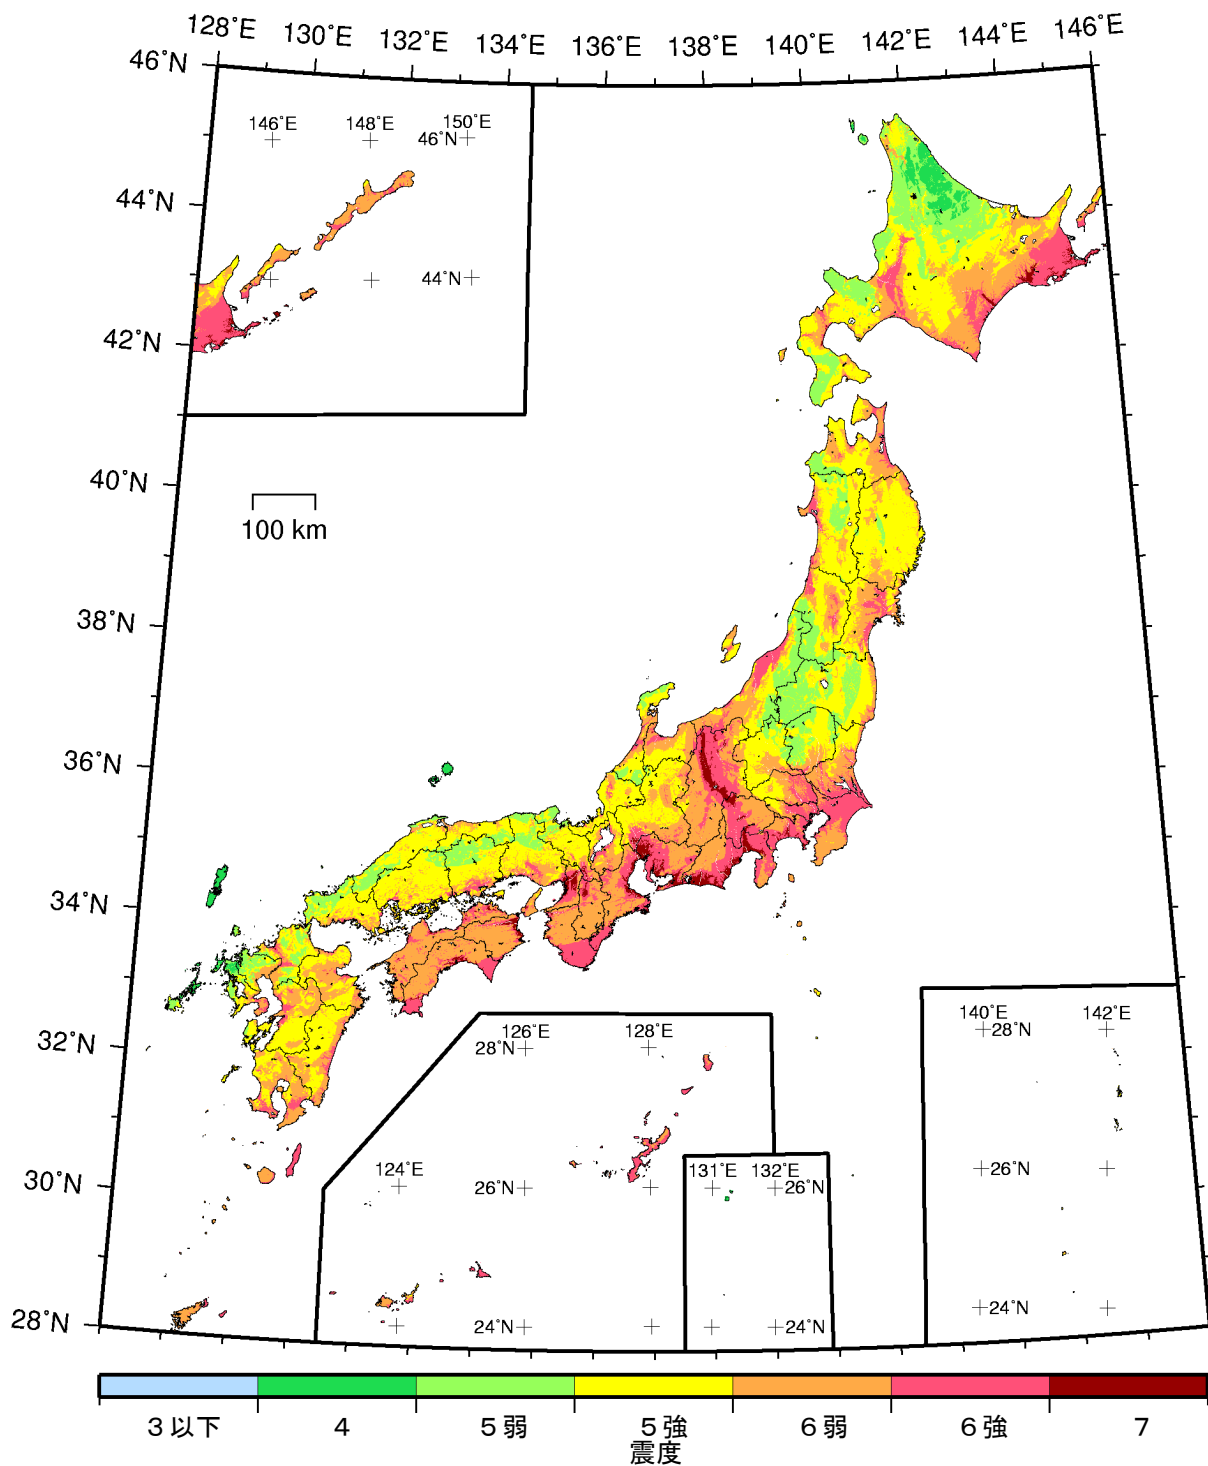 128°E 130°E 132°E 134°E 136°E 138°E 140°E 142°E 144°E 146°E
46°N
146°E 148°E 150°E
46°N
44°N
44°N
42°N
40°N
100 km
38°N
36°N
34°N
32°N
126°E 128°E
28°N
140°E 142°E
28°N
124°E
131°E 132°E
30°N
26°N
26°N
26°N
28°N
24°N
24°N
24°N
3以下 4 5弱 5強 6弱 6強 7
震度